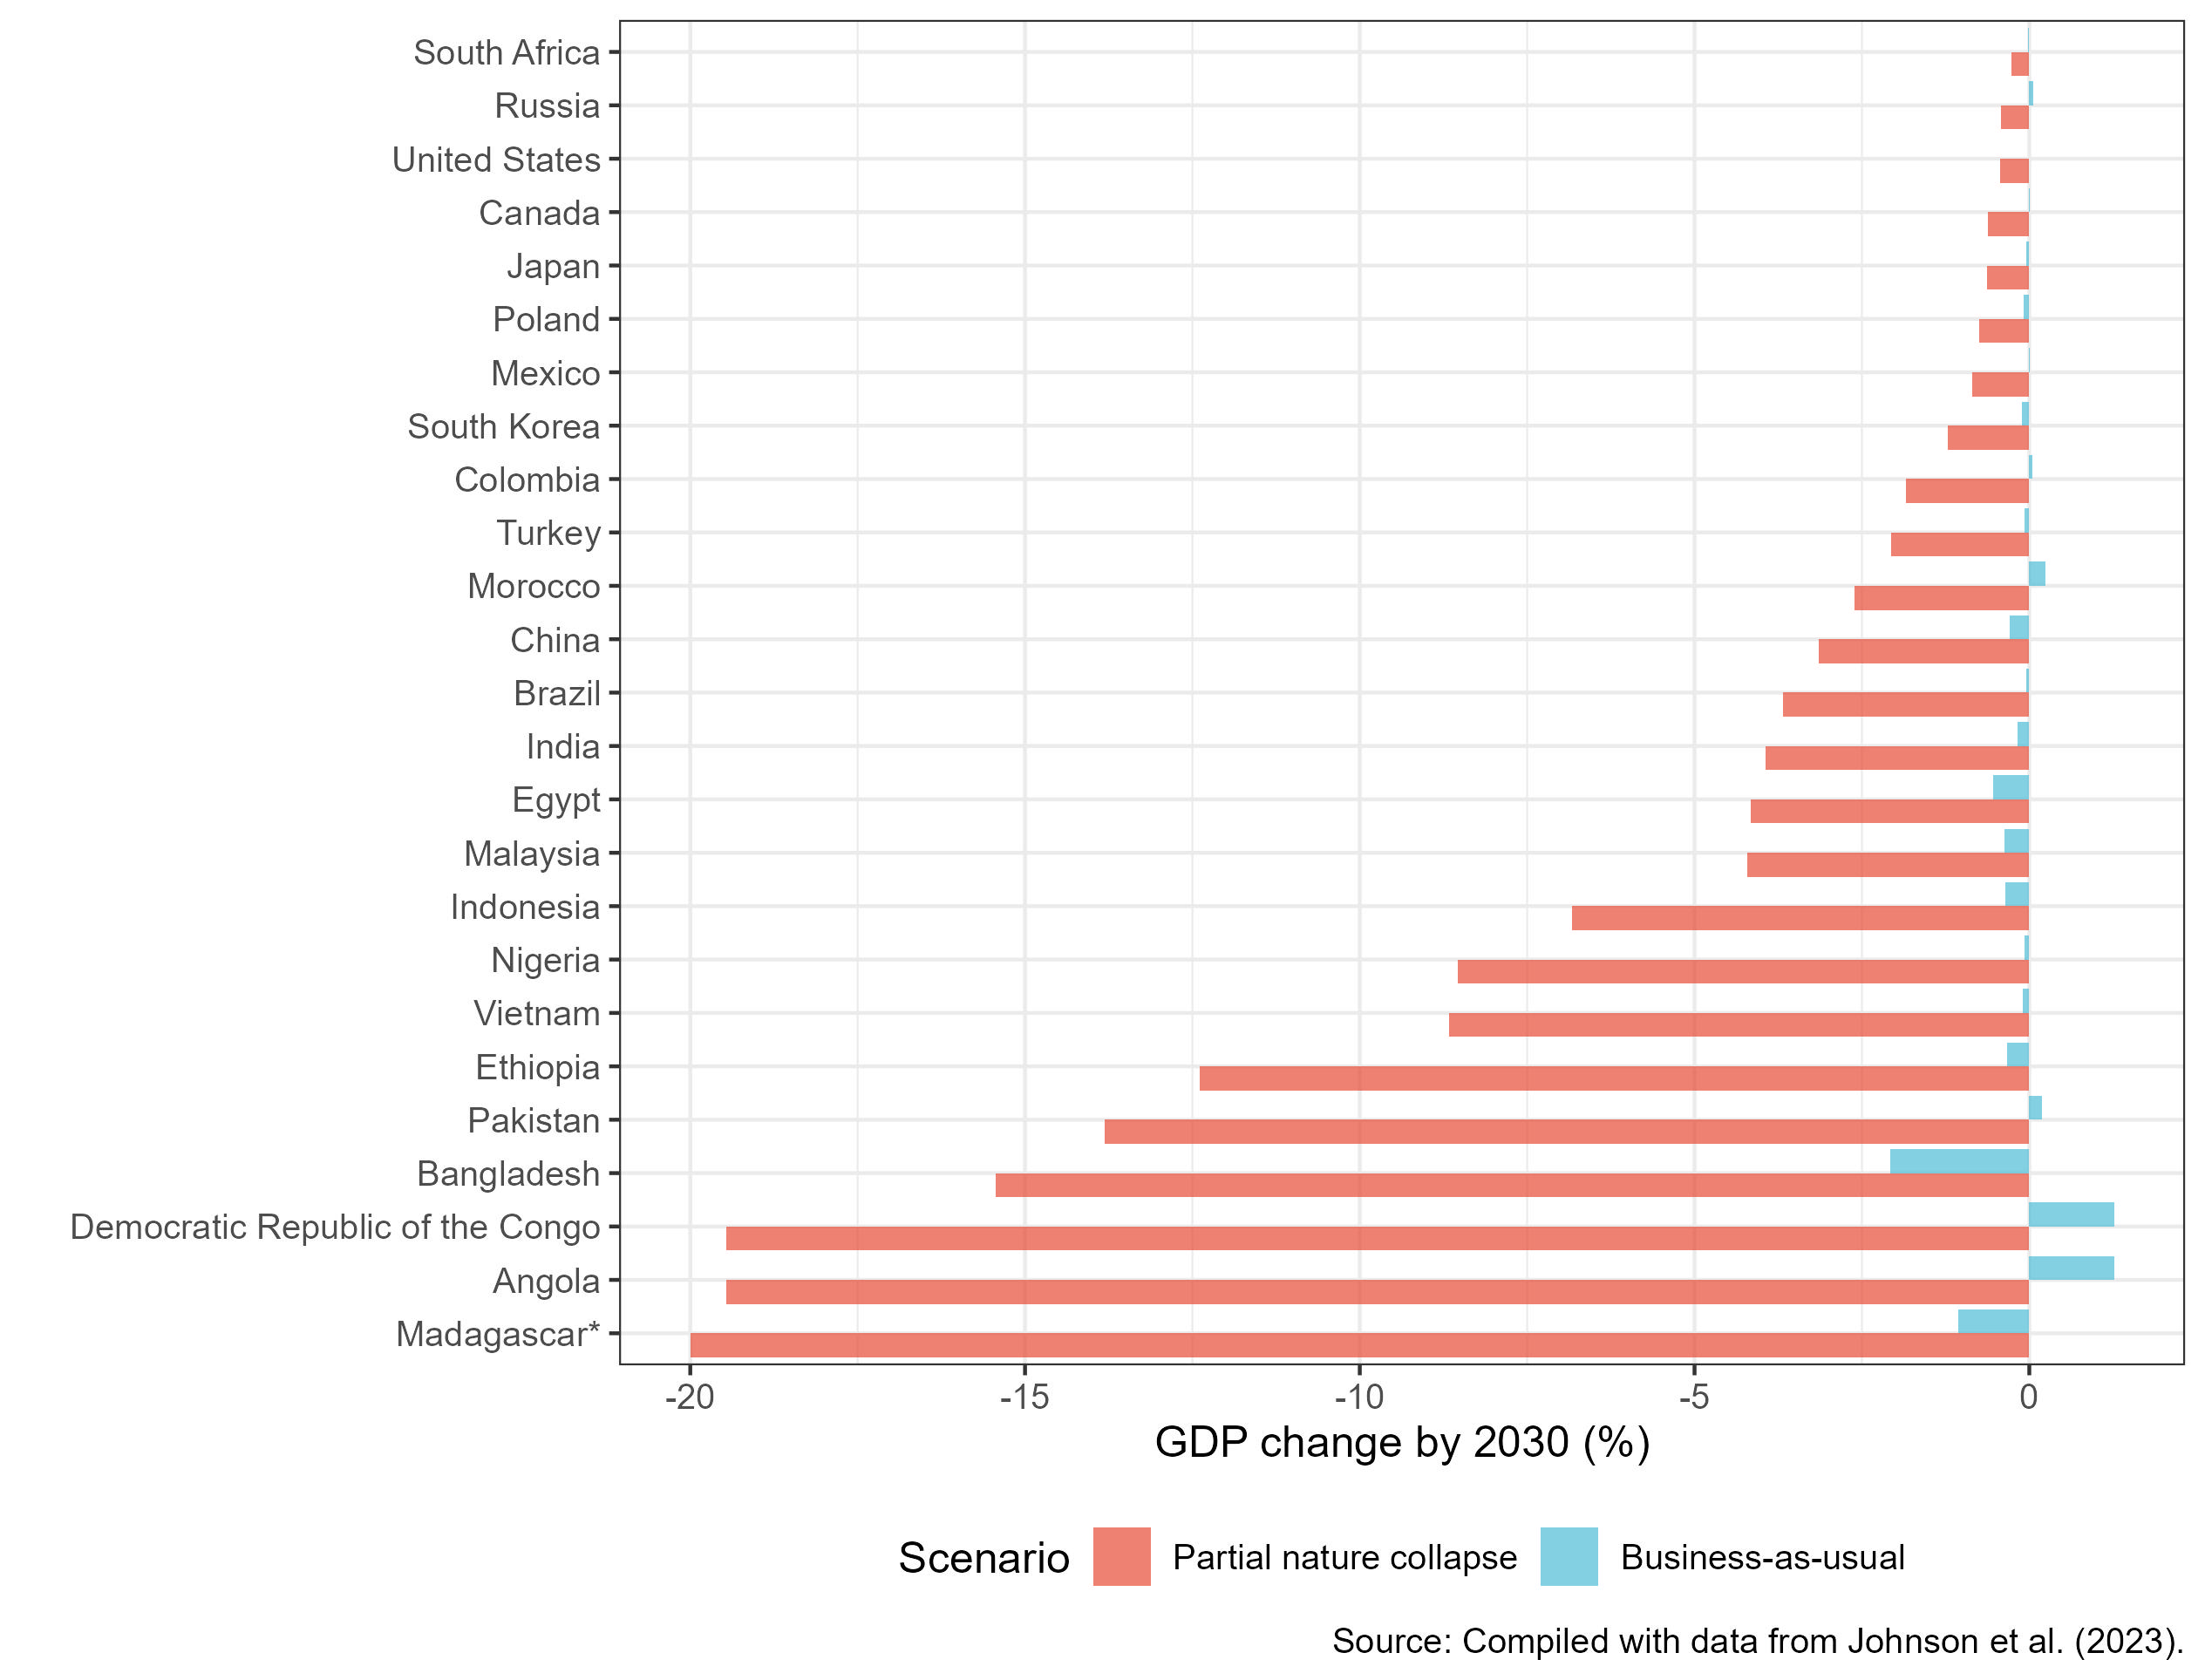 South Africa
Russia
United States
Canada
Japan
Poland
Mexico
South Korea
Colombia
Turkey
Morocco
China
Brazil
India
Egypt
Malaysia
Indonesia
Nigeria
Vietnam
Ethiopia
Pakistan
Bangladesh
Democratic Republic of the Congo
Angola
Madagascar*
-20 -15 -10 -5 0
GDP change by 2030 (%)
Scenario Partial nature collapse Business-as-usual
Source: Compiled with data from Johnson et al. (2023).